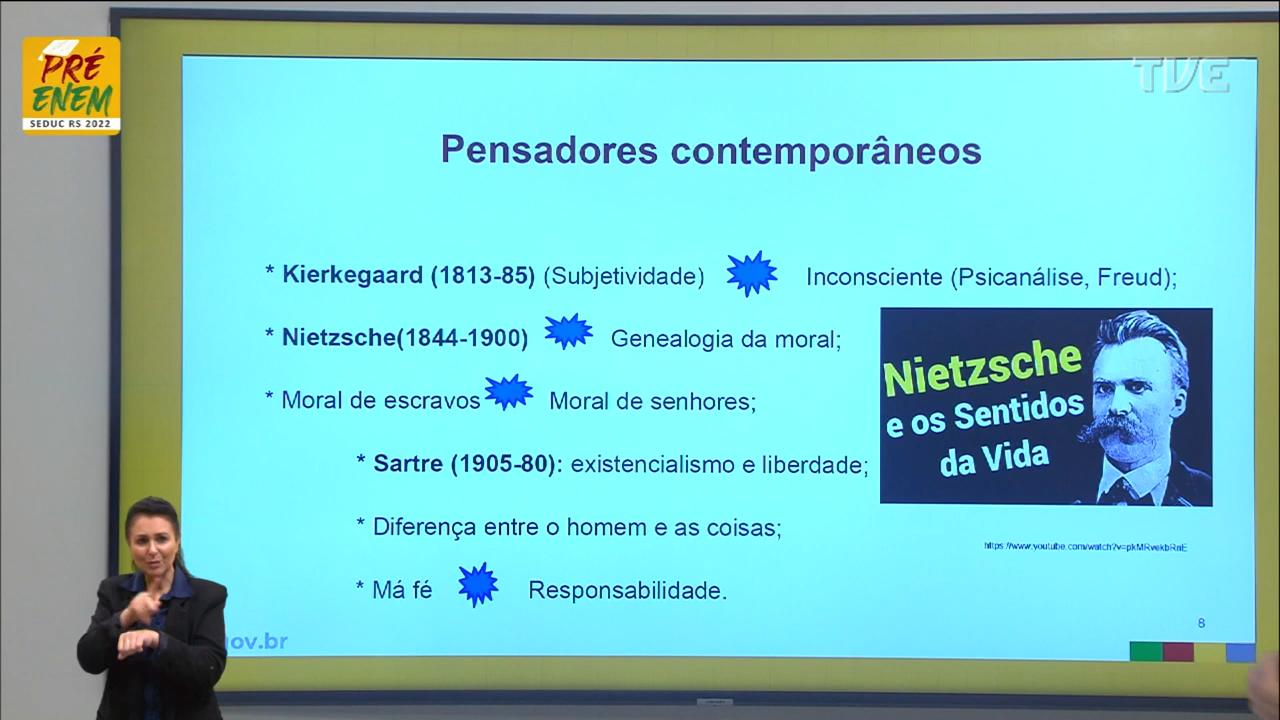 PRÉ
ENEM
SEDUC RS 2022
TVE
Pensadores contemporâneos
* Kierkegaard (1813-85) (Subjetividade) Inconsciente (Psicanálise, Freud);
* Nietzsche(1844-1900) Genealogia da moral;
* Moral de escravos Moral de senhores;
Nietzsche
e os Sentidos
da Vida
* Sartre (1905-80): existencialismo e liberdade;
* Diferença entre o homem e as coisas;
https://www.youtube.com/watch?v=pkMRvekbRnE
* Má fé Responsabilidade.
8
gov.br